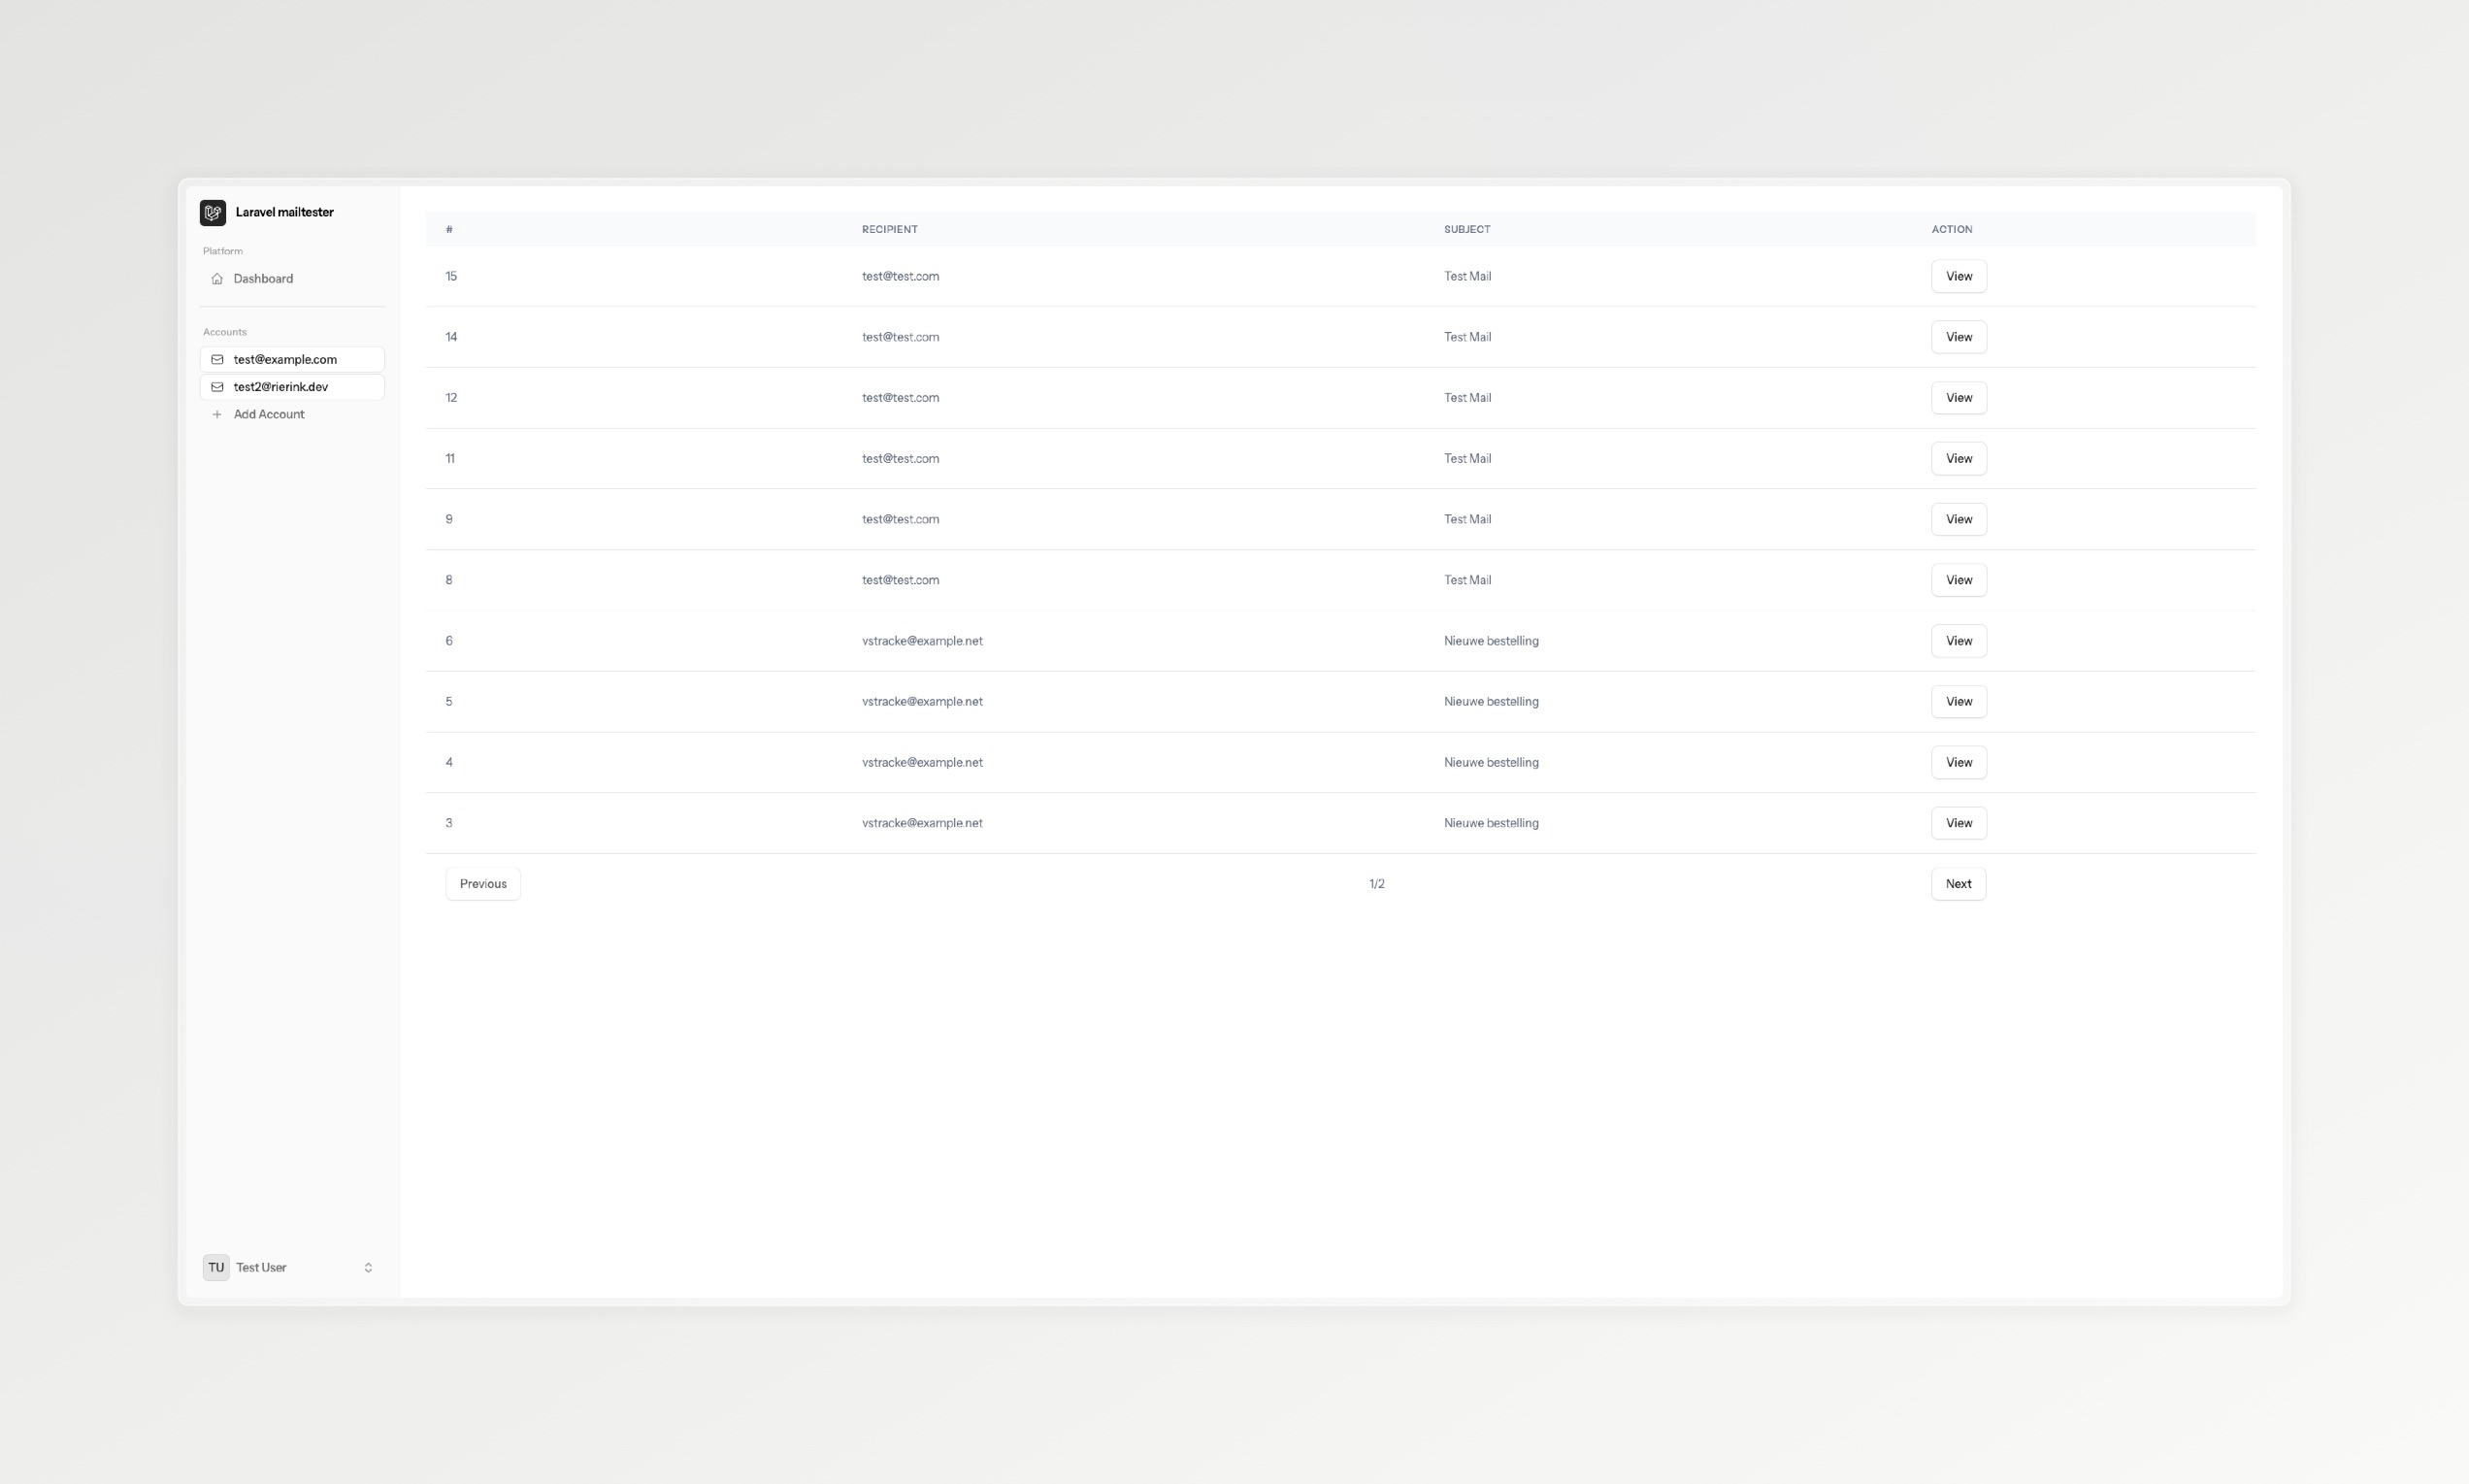 Laravel mailtester
Platform
Dashboard
Accounts
test@example.com
test2@rierink.dev
Add Account
TU Test User
# RECIPIENT SUBJECT ACTION
15 test@test.com Test Mail View
14 test@test.com Test Mail View
12 test@test.com Test Mail View
11 test@test.com Test Mail View
9 test@test.com Test Mail View
8 test@test.com Test Mail View
6 vstracke@example.net Nieuwe bestelling View
5 vstracke@example.net Nieuwe bestelling View
4 vstracke@example.net Nieuwe bestelling View
3 vstracke@example.net Nieuwe bestelling View
Previous 1/2 Next